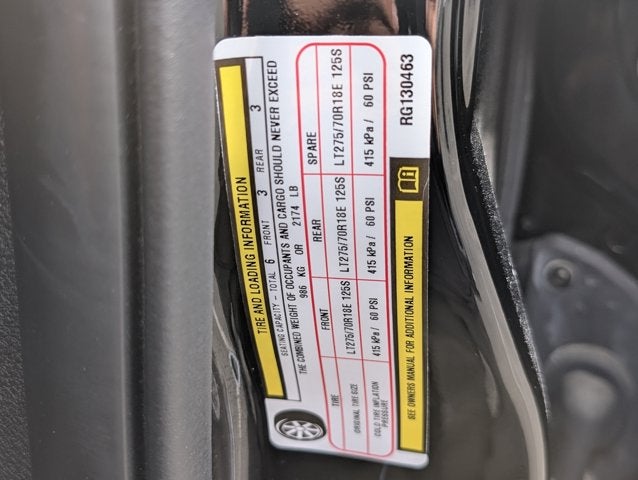 TIRE AND LOADING INFORMATION
SEATING CAPACITY - TOTAL 6 FRONT 3 REAR 3
THE COMBINED WEIGHT OF OCCUPANTS AND CARGO SHOULD NEVER EXCEED
986 KG OR 2174 LB
TIRE FRONT REAR SPARE
ORIGINAL TIRE SIZE LT275/70R18E 125S LT275/70R18E 125S LT275/70R18E 125S
COLD TIRE INFLATION PRESSURE 415 kPa / 60 PSI 415 kPa / 60 PSI 415 kPa / 60 PSI
SEE OWNERS MANUAL FOR ADDITIONAL INFORMATION
RG130463